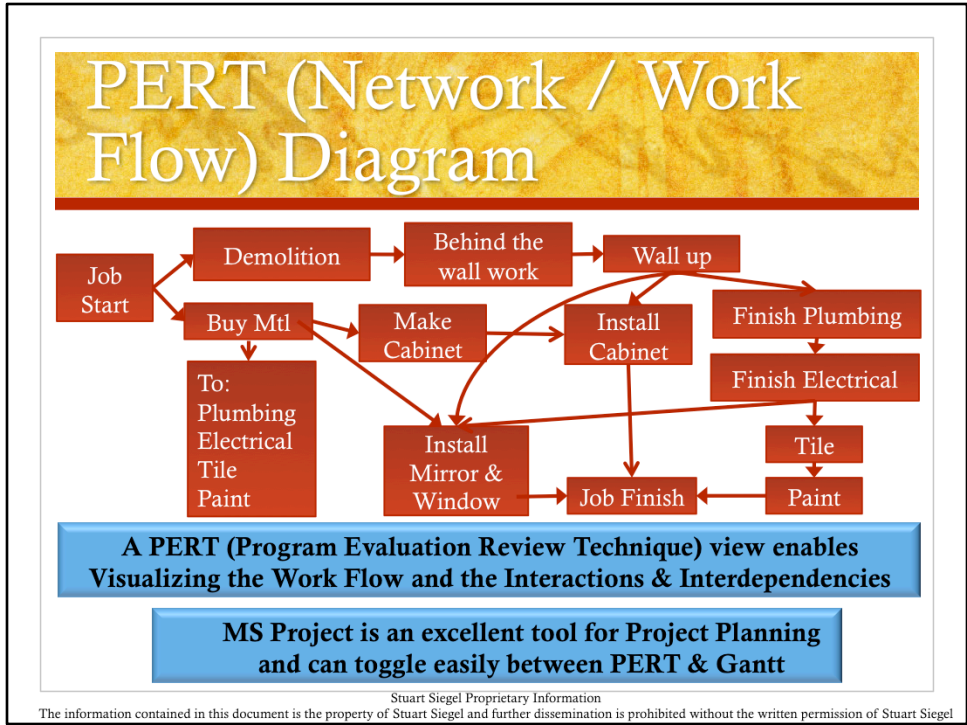 PERT (Network / Work
Flow) Diagram
Job
Start
Demolition
Behind the
wall work
Wall up
Buy Mtl
Make
Cabinet
Install
Cabinet
Finish Plumbing
Finish Electrical
To:
Plumbing
Electrical
Tile
Paint
Install
Mirror &
Window
Job Finish
Tile
Paint
A PERT (Program Evaluation Review Technique) view enables
Visualizing the Work Flow and the Interactions & Interdependencies
MS Project is an excellent tool for Project Planning
and can toggle easily between PERT & Gantt
Stuart Siegel Proprietary Information
The information contained in this document is the property of Stuart Siegel and further dissemination is prohibited without the written permission of Stuart Siegel